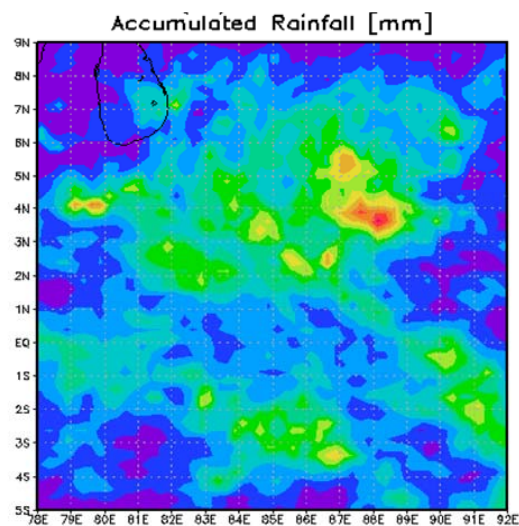 Accumulated Rainfall [mm]
9N
8N
7N
6N
5N
4N
3N
2N
1N
EQ
1S
2S
3S
4S
5S
78E 79E 80E 81E 82E 83E 84E 85E 86E 87E 88E 89E 90E 91E 92E